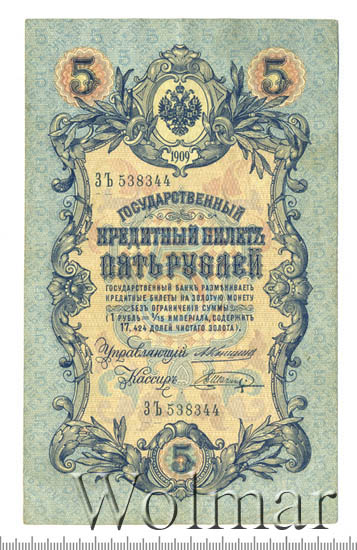 5 5
1909
ЗЪ 538344
ГОСУДАРСТВЕННЫЙ
КРЕДИТНЫЙ БИЛЕТЪ
ПЯТЬ РУБЛЕЙ
ГОСУДАРСТВЕННЫЙ БАНКЪ РАЗМѢНИВАЕТЪ
КРЕДИТНЫЕ БИЛЕТЫ НА ЗОЛОТУЮ МОНЕТУ
БЕЗЪ ОГРАНИЧЕНІЯ СУММЫ
(1 РУБЛЬ = 1/15 ИМПЕРІАЛА, СОДЕРЖИТЪ
17,424 ДОЛЕЙ ЧИСТАГО ЗОЛОТА).
Управляющій
Кассиръ
ЗЪ 538344
5
Wolmar